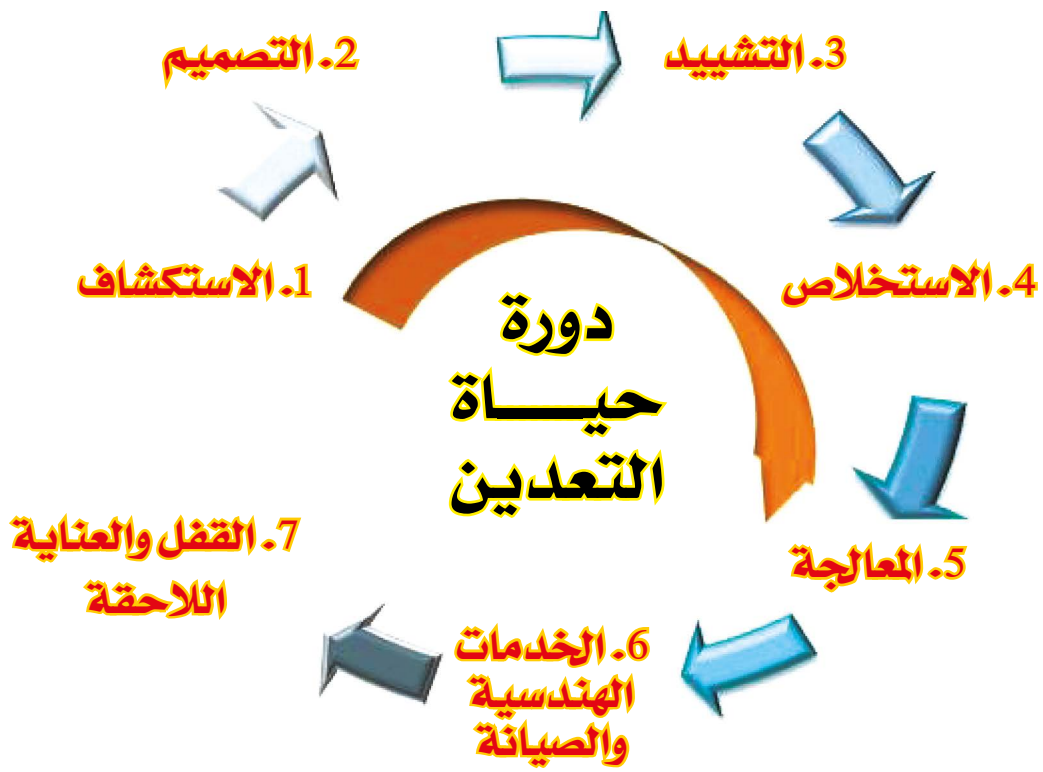 دورة
حيـــاة
التعدين
1. الاستكشاف
2. التصميم
3. التشييد
4. الاستخلاص
5. المعالجة
6. الخدمات
الهندسية
والصيانة
7. القفل والعناية
اللاحقة